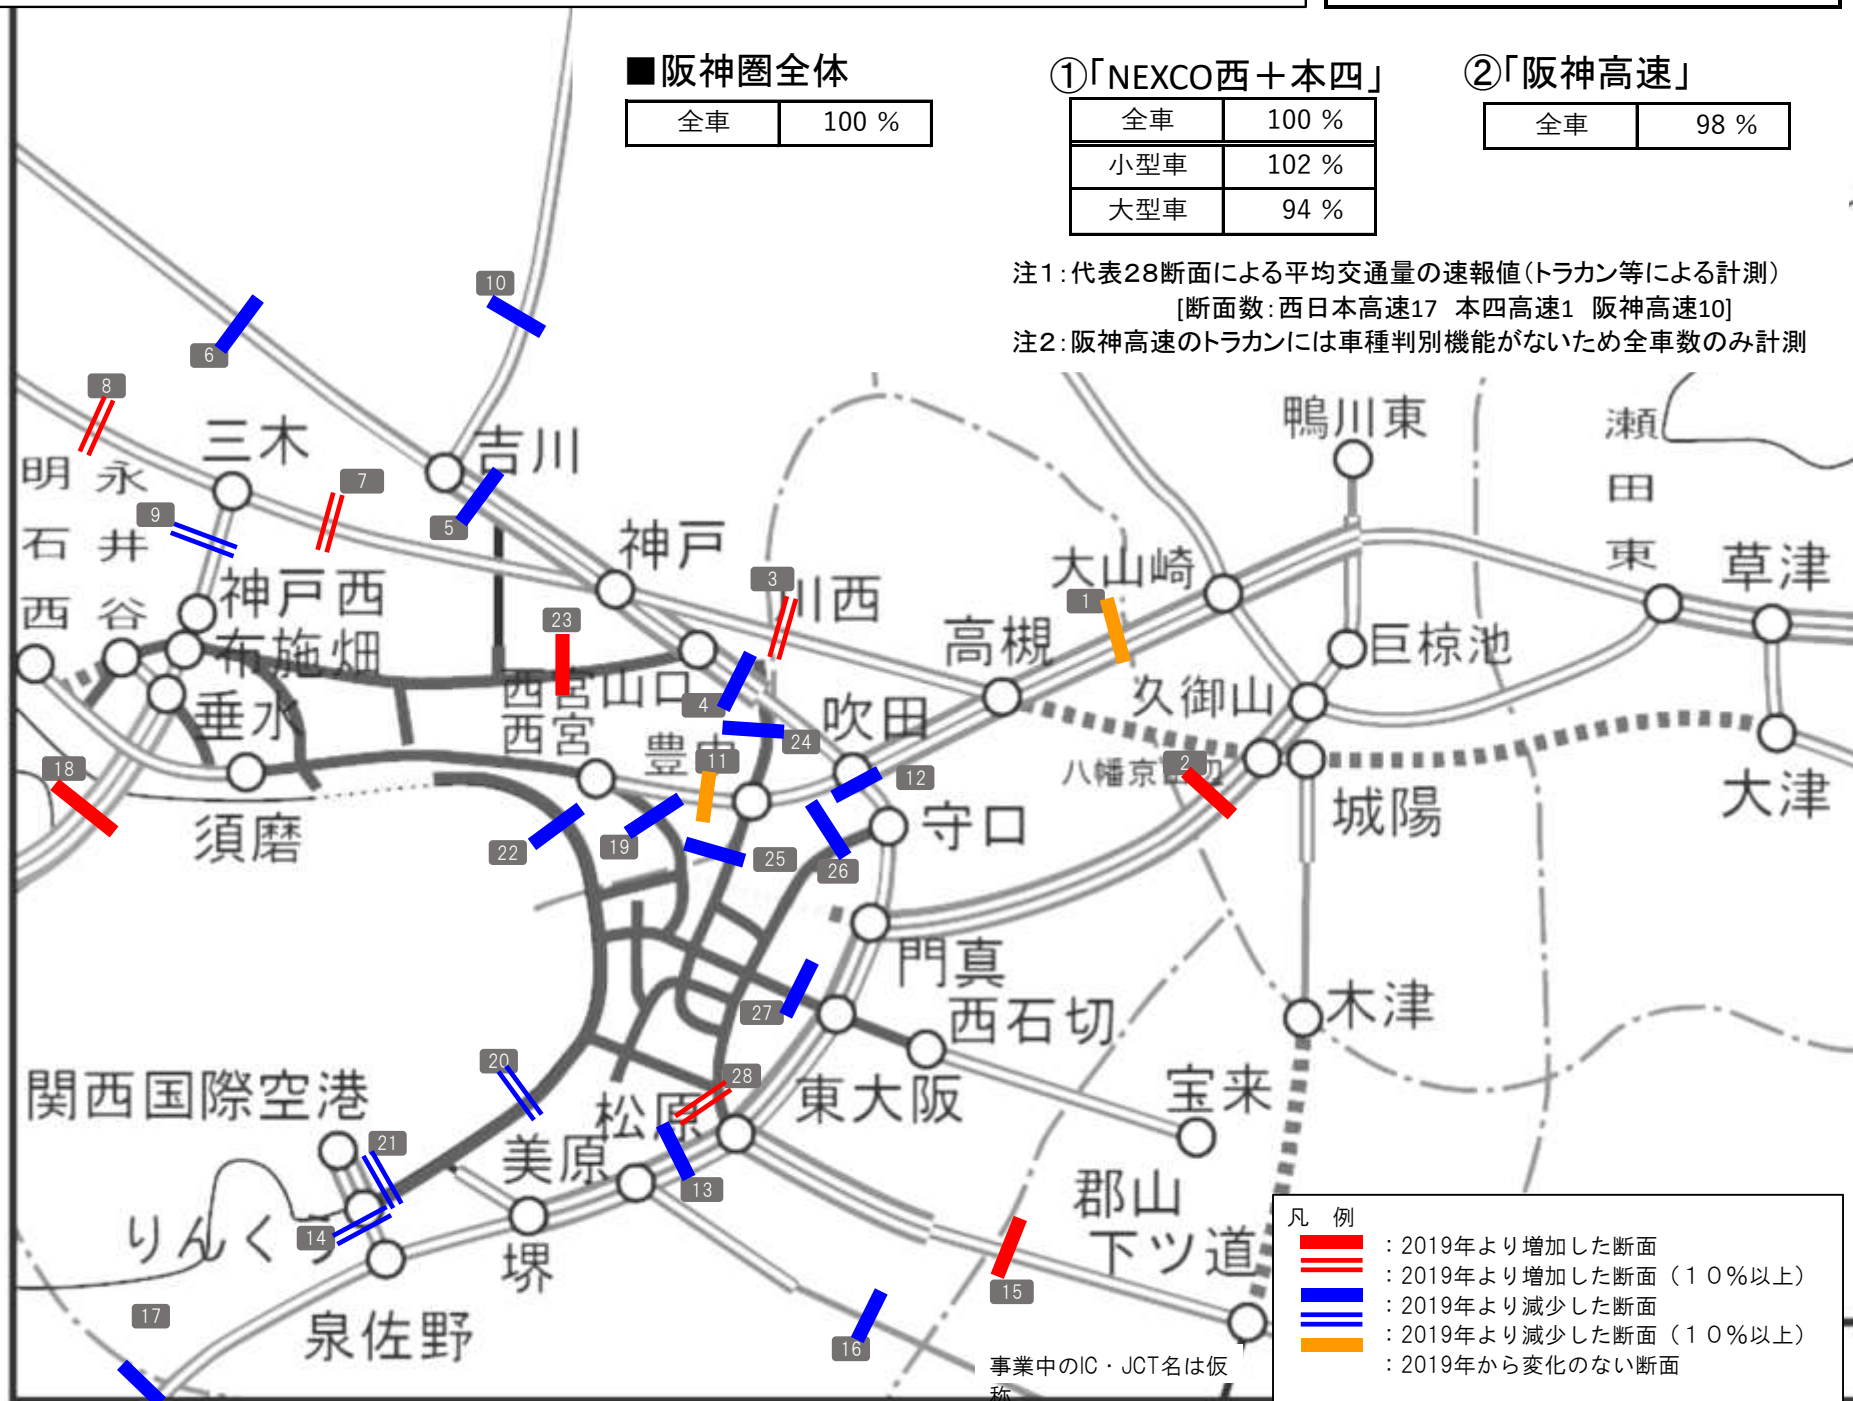 ■阪神圏全体
全車 100 %
①「NEXCO西＋本四」
全車 100 %
小型車 102 %
大型車 94 %
②「阪神高速」
全車 98 %
注1：代表28断面による平均交通量の速報値（トラカン等による計測）
[断面数：西日本高速17 本四高速1 阪神高速10]
注2：阪神高速のトラカンには車種判別機能がないため全車数のみ計測
10
6
8
三木
吉川
鴨川東
瀬田東
明石西
永井谷
7
9
5
神戸
大山崎
草津
神戸西
3
川西
1
布施畑
23
高槻
巨椋池
西宮山口
4
久御山
垂水
西宮
吹田
24
豊中
11
18
12
八幡京田辺
2
大津
須磨
22
19
25
守口
城陽
26
門真
27
西石切
木津
関西国際空港
20
28
東大阪
宝来
松原
21
美原
13
郡山
りんくう
14
堺
下ツ道
15
17
泉佐野
16
事業中のIC・JCT名は仮
称
凡 例
：2019年より増加した断面
：2019年より増加した断面（１０％以上）
：2019年より減少した断面
：2019年より減少した断面（１０％以上）
：2019年から変化のない断面